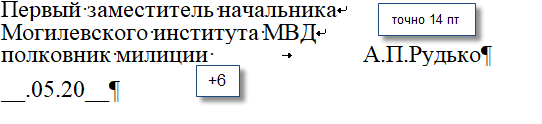 Первый заместитель начальника
Могилевского института МВД
точно 14 пт
полковник милиции → А.П.Рудько¶
+6
__.05.20__¶